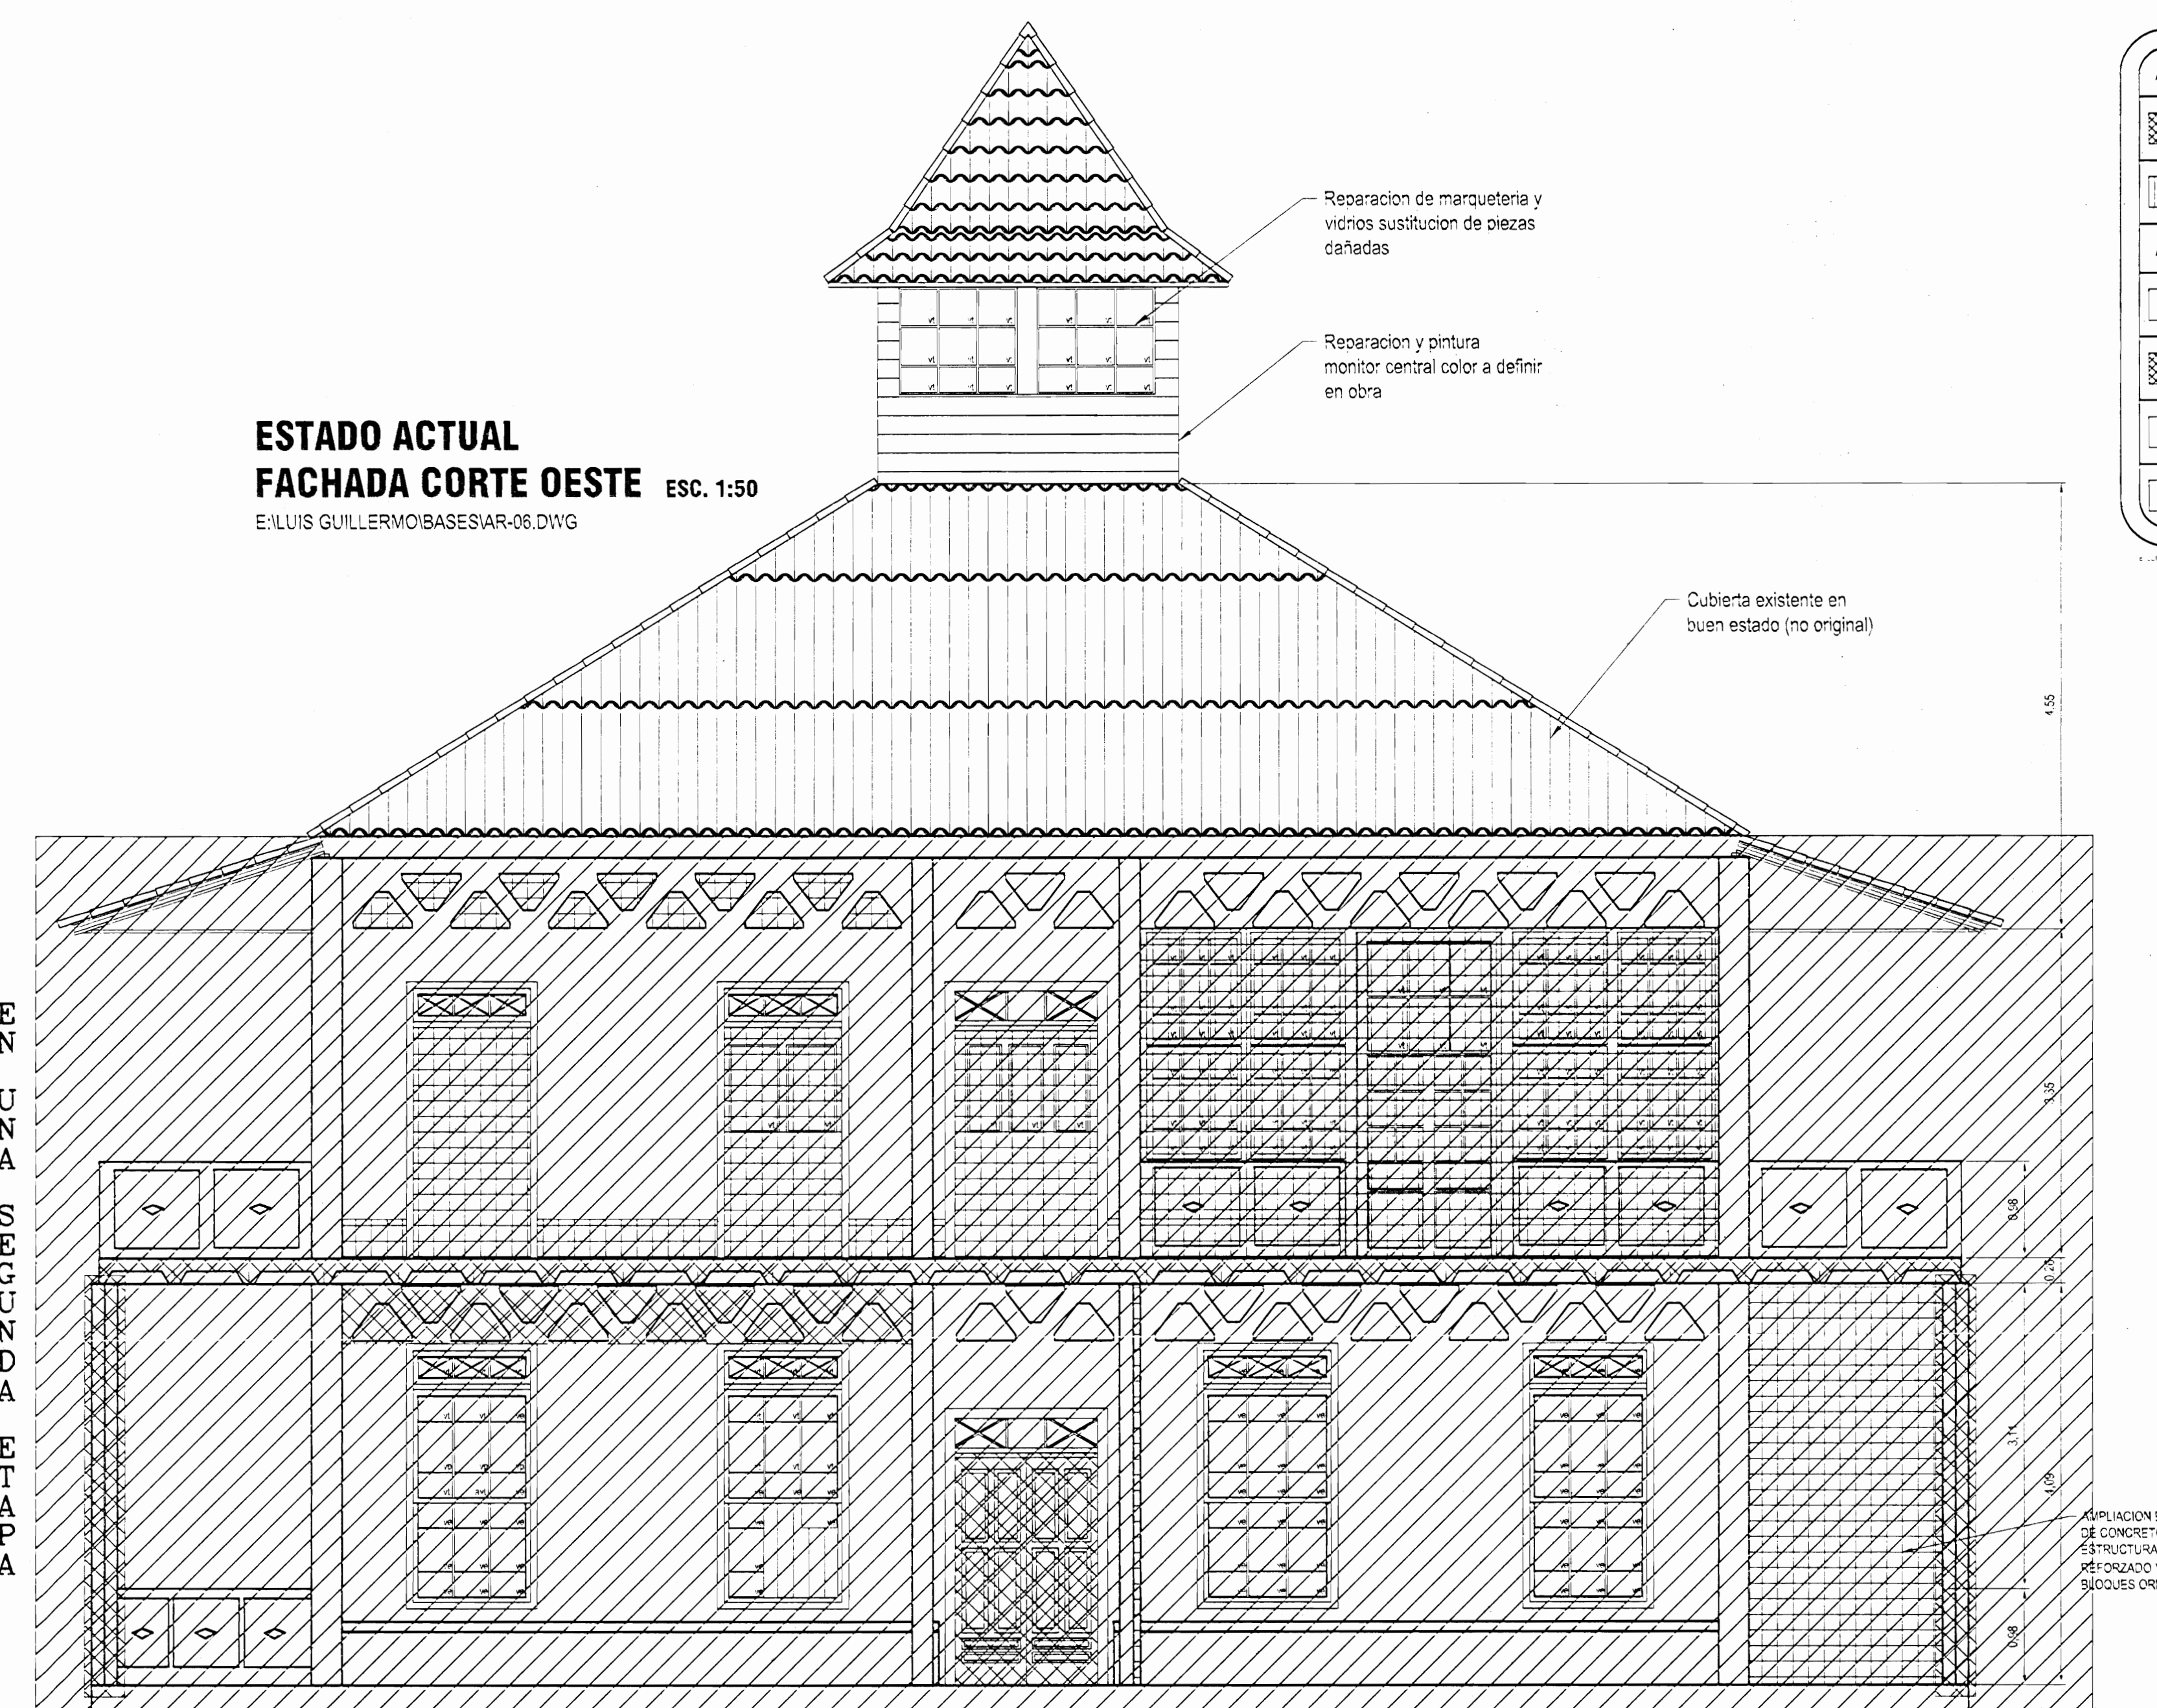 Reparacion de marqueteria y
vidrios sustitucion de piezas
dañadas
Reparacion y pintura
monitor central color a definir
en obra
ESTADO ACTUAL
FACHADA CORTE OESTE ESC. 1:50
E:\LUIS GUILLERMO\BASES\AR-06.DWG
Cubierta existente en
buen estado (no original)
4.55
3.35
0.98
0.26
3.11
4.09
0.98
EN UNA SEGUNDA ETAPA
AMPLIACION
DE CONCRET
ESTRUCTURA
REFORZADO
BLOQUES OR